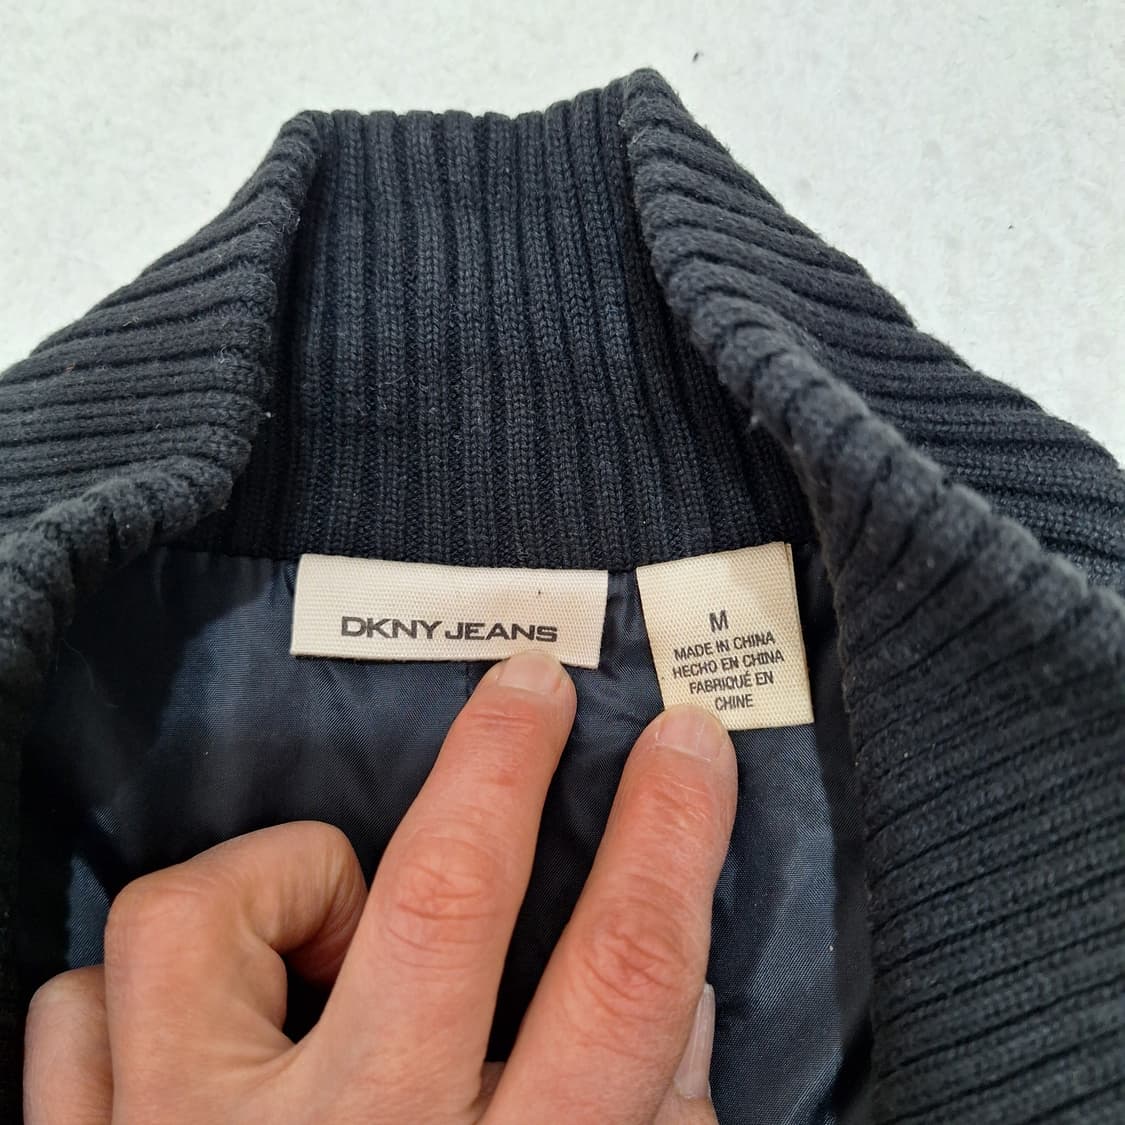 DKNY JEANS
M
MADE IN CHINA
HECHO EN CHINA
FABRIQUÉ EN
CHINE